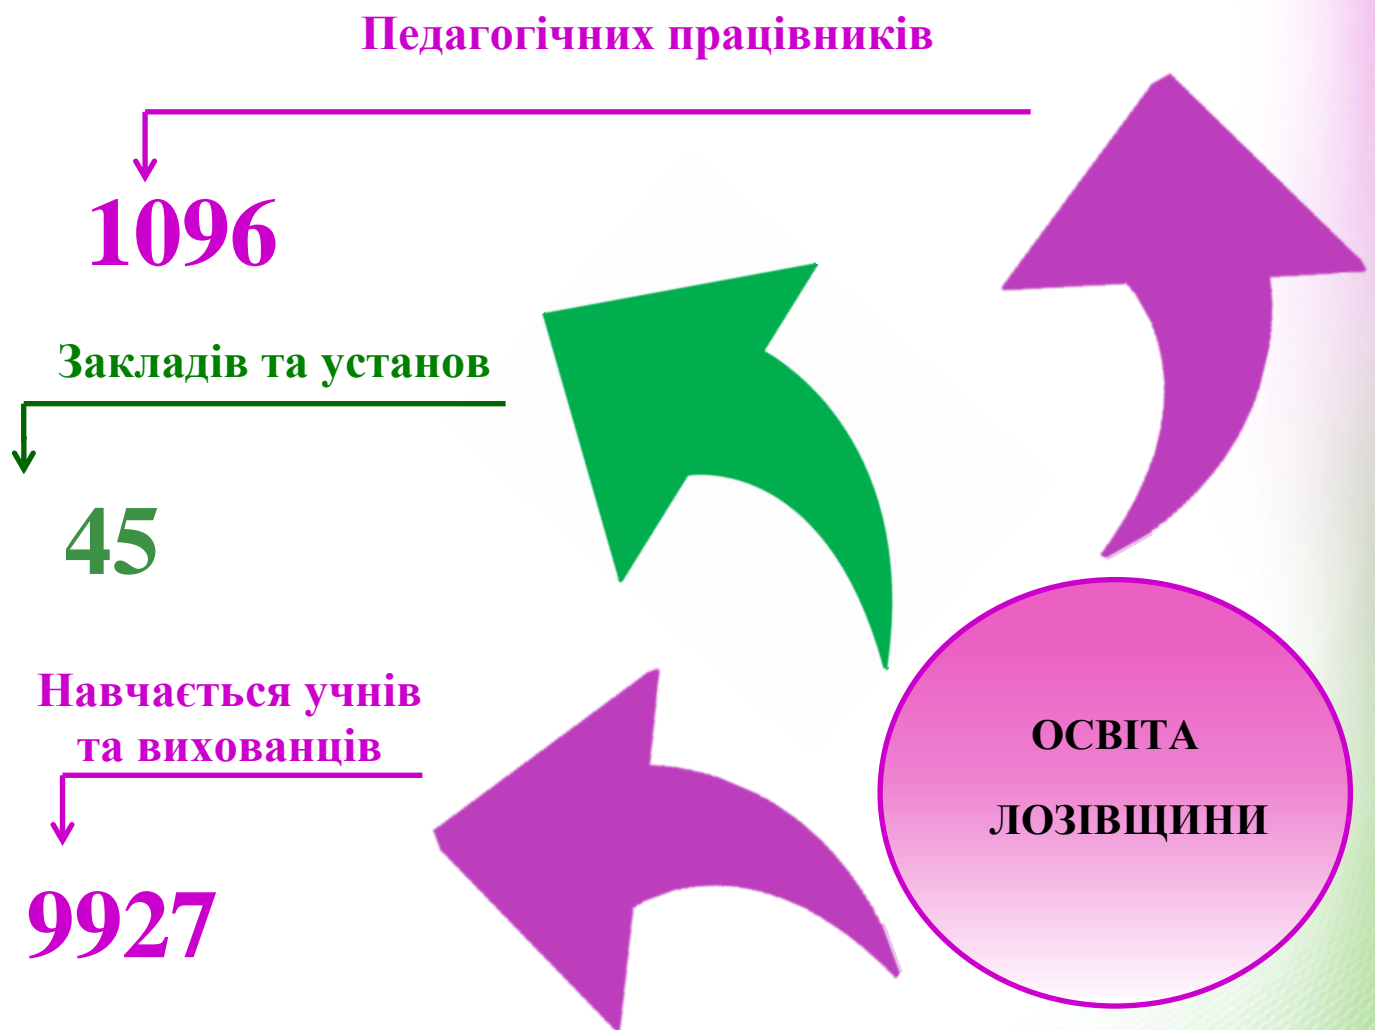 Педагогічних працівників
1096
Закладів та установ
45
Навчається учнів
та вихованців
9927
ОСВІТА
ЛОЗІВЩИНИ